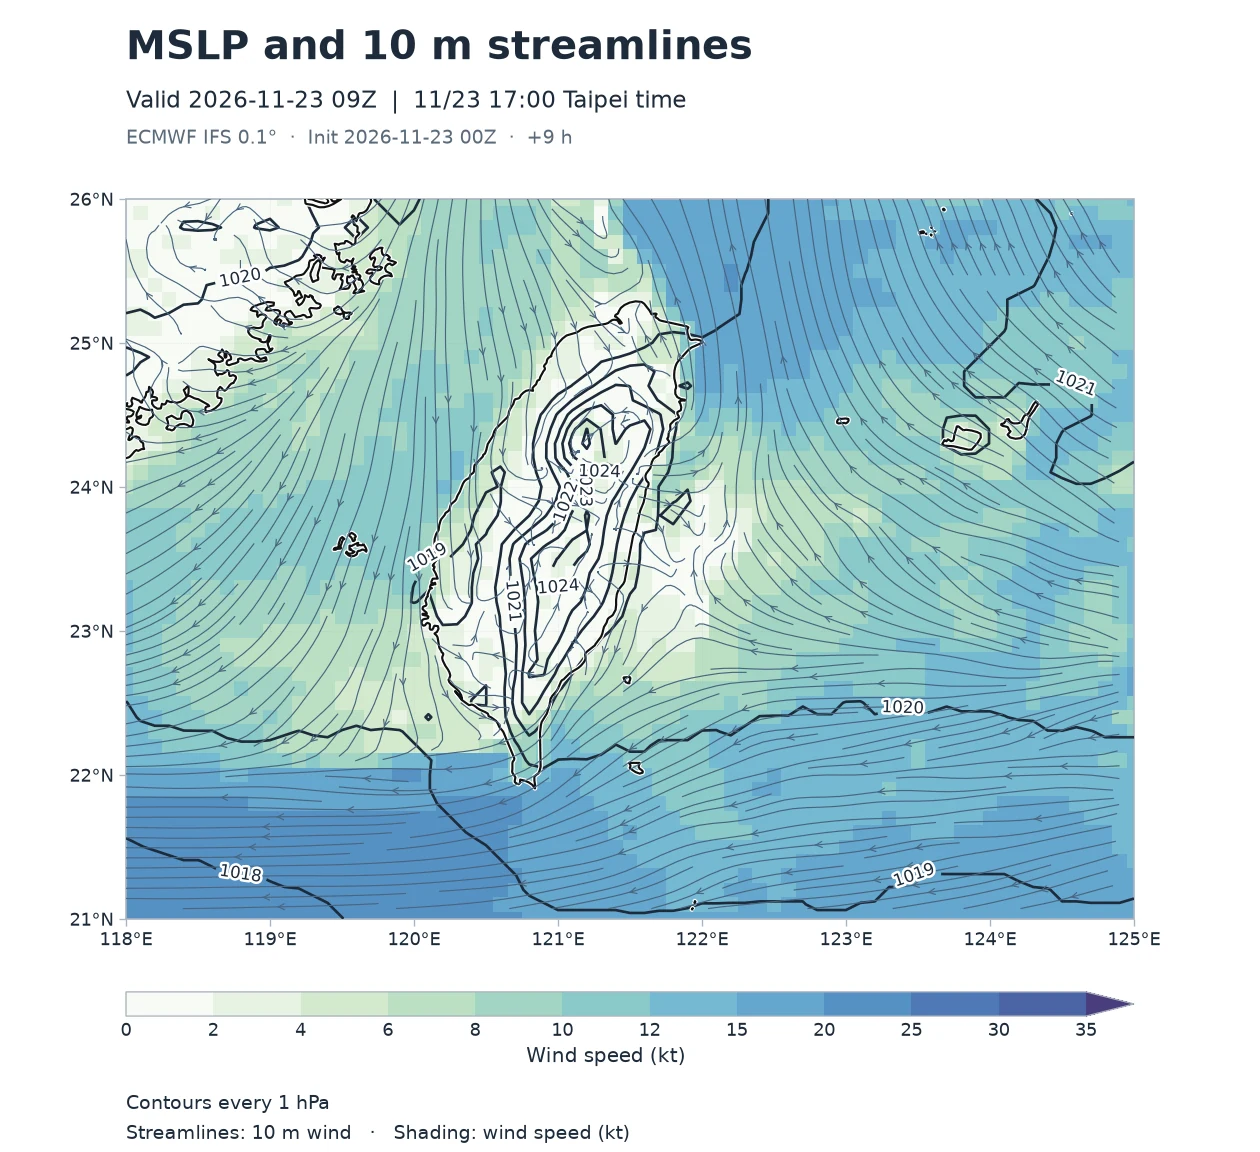 MSLP and 10 m streamlines
Valid 2026-11-23 09Z | 11/23 17:00 Taipei time
ECMWF IFS 0.1° · Init 2026-11-23 00Z · +9 h
26°N
25°N
24°N
23°N
22°N
21°N
1020
1021
1024
1022
1023
1019
1024
1021
1020
1018
1019
118°E 119°E 120°E 121°E 122°E 123°E 124°E 125°E
0 2 4 6 8 10 12 15 20 25 30 35
Wind speed (kt)
Contours every 1 hPa
Streamlines: 10 m wind · Shading: wind speed (kt)